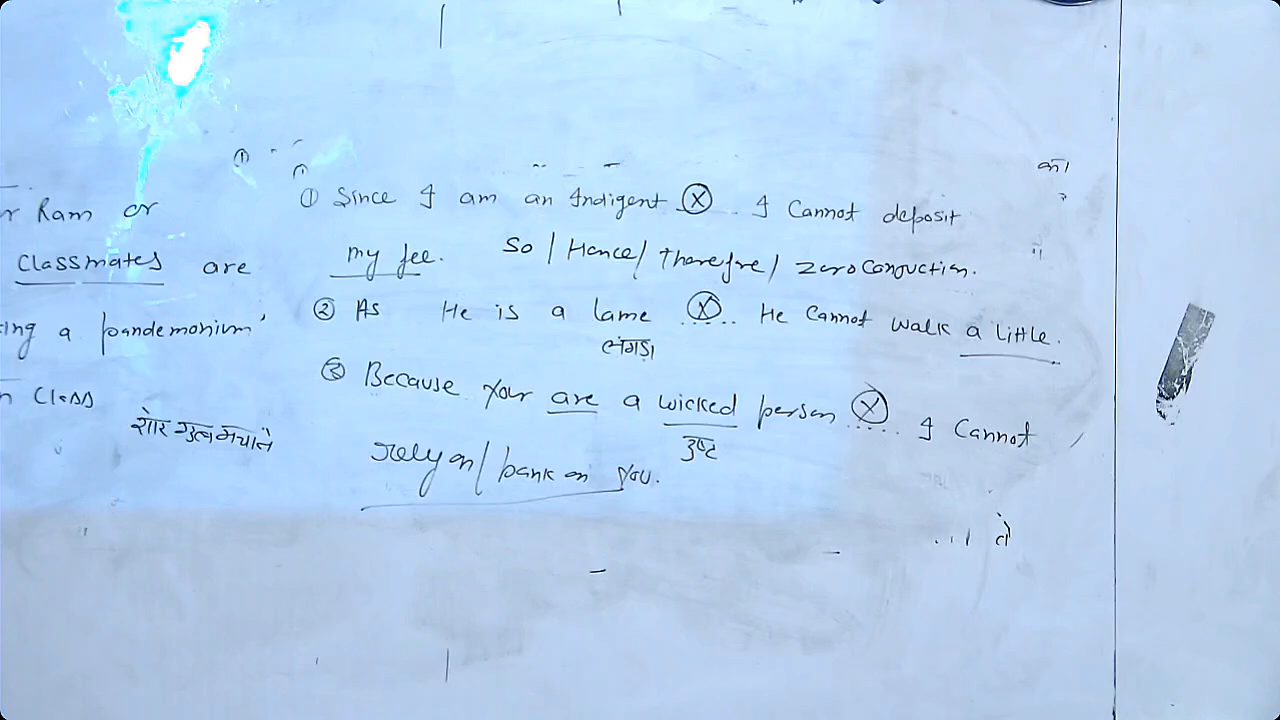 Ram or
classmates are
a pandemonium'
Class
शोर गुल मचाने
① Since I am an Indigent (X) .. I Cannot deposit
my fee. So / Hence / therefore / zero Conjuction.
② As He is a lame (X) .. He Cannot walk a little.
लंगड़ा
③ Because Your are a wicked person (X) .. I Cannot
दुष्ट
rely on / bank on You.